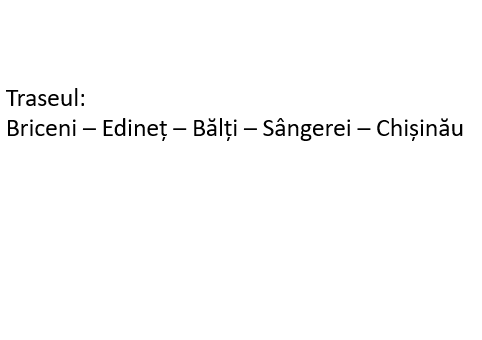 Traseul:
Briceni – Edineț – Bălți – Sângerei – Chișinău